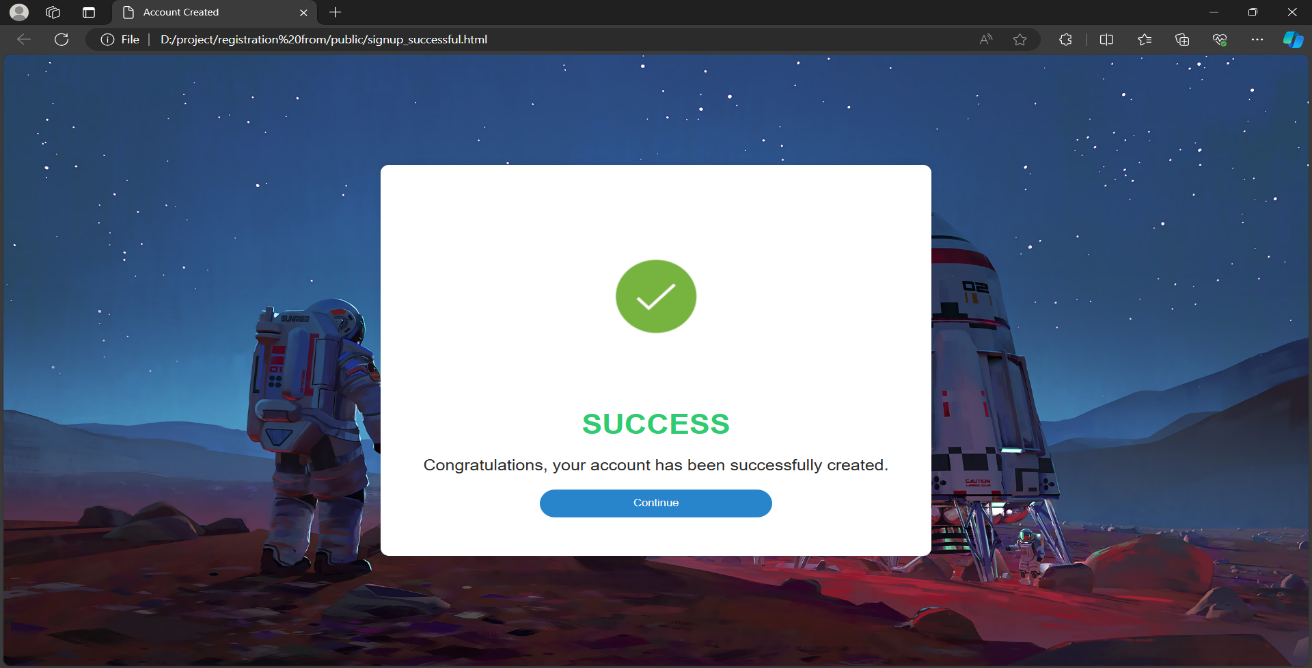 Account Created
File
D:/project/registration%20from/public/signup_successful.html
02
CAUTION
SUCCESS
Congratulations, your account has been successfully created.
Continue